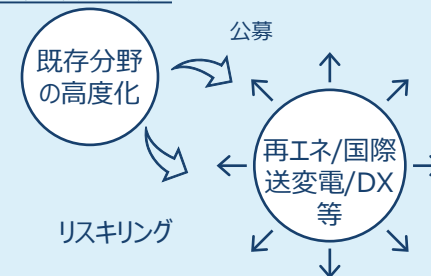 既存分野
の高度化
公募
再エネ/国際
送変電/DX
等
リスキリング